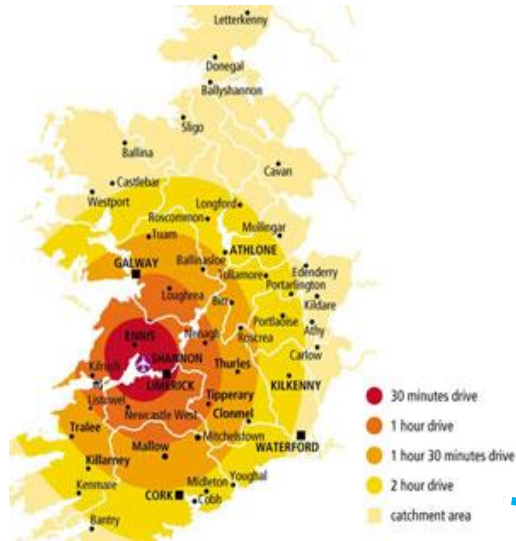 Letterkenny
Donegal
Ballyshannon
Sligo
Ballina
Cavan
Castlebar
Westport
Longford
Roscommon
Mullingar
Tuam
ATHLONE
GALWAY
Ballinasloe
Tullamore
Edenderry
Portarlington
Loughrea
Birr
Kildare
Portlaoise
Athy
ENNIS
Nenagh
Roscrea
Carlow
SHANNON
Kilrush
Thurles
LIMERICK
KILKENNY
30 minutes drive
Listowel
Newcastle West
Tipperary
1 hour drive
Clonmel
Tralee
Mitchelstown
WATERFORD
1 hour 30 minutes drive
Mallow
Killarney
2 hour drive
Kenmare
Midleton
Youghal
CORK
Cobh
catchment area
Bantry